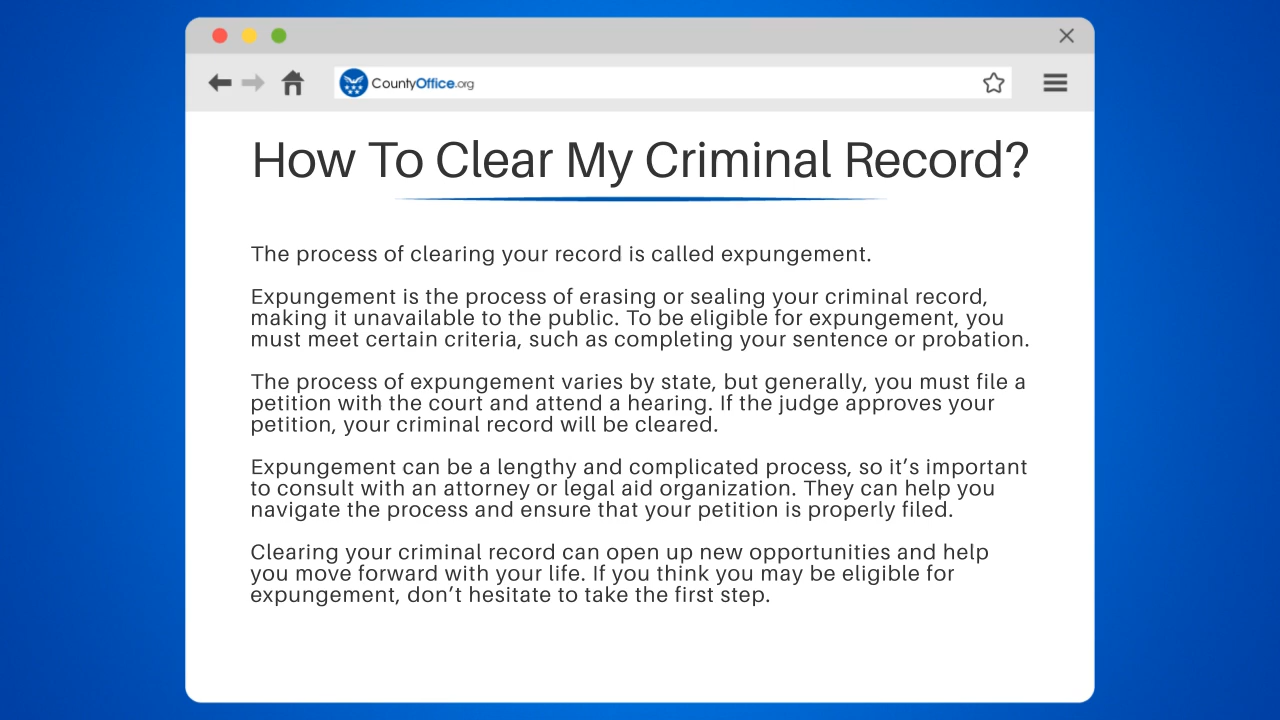 CountyOffice.org
How To Clear My Criminal Record?
The process of clearing your record is called expungement.
Expungement is the process of erasing or sealing your criminal record,
making it unavailable to the public. To be eligible for expungement, you
must meet certain criteria, such as completing your sentence or probation.
The process of expungement varies by state, but generally, you must file a
petition with the court and attend a hearing. If the judge approves your
petition, your criminal record will be cleared.
Expungement can be a lengthy and complicated process, so it’s important
to consult with an attorney or legal aid organization. They can help you
navigate the process and ensure that your petition is properly filed.
Clearing your criminal record can open up new opportunities and help
you move forward with your life. If you think you may be eligible for
expungement, don’t hesitate to take the first step.